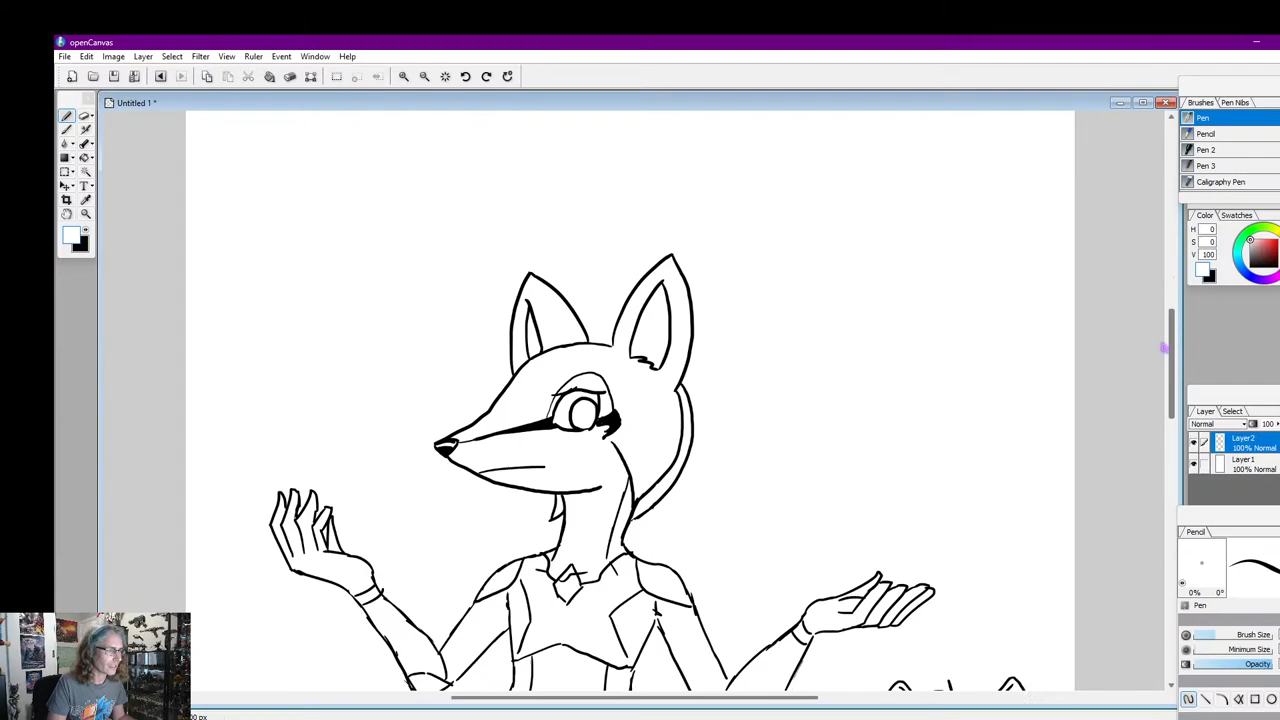 openCanvas
File Edit Image Layer Select Filter View Ruler Event Window Help
Untitled 1 *
Brushes Pen Nibs
Pen
Pencil
Pen 2
Pen 3
Caligraphy Pen
Color Swatches
H: 0
S: 0
V: 100
Layer Select
Normal 100
Layer2
100% Normal
Layer1
100% Normal
Pencil
0% 0°
Pen
Brush Size
Minimum Size
Opacity
px